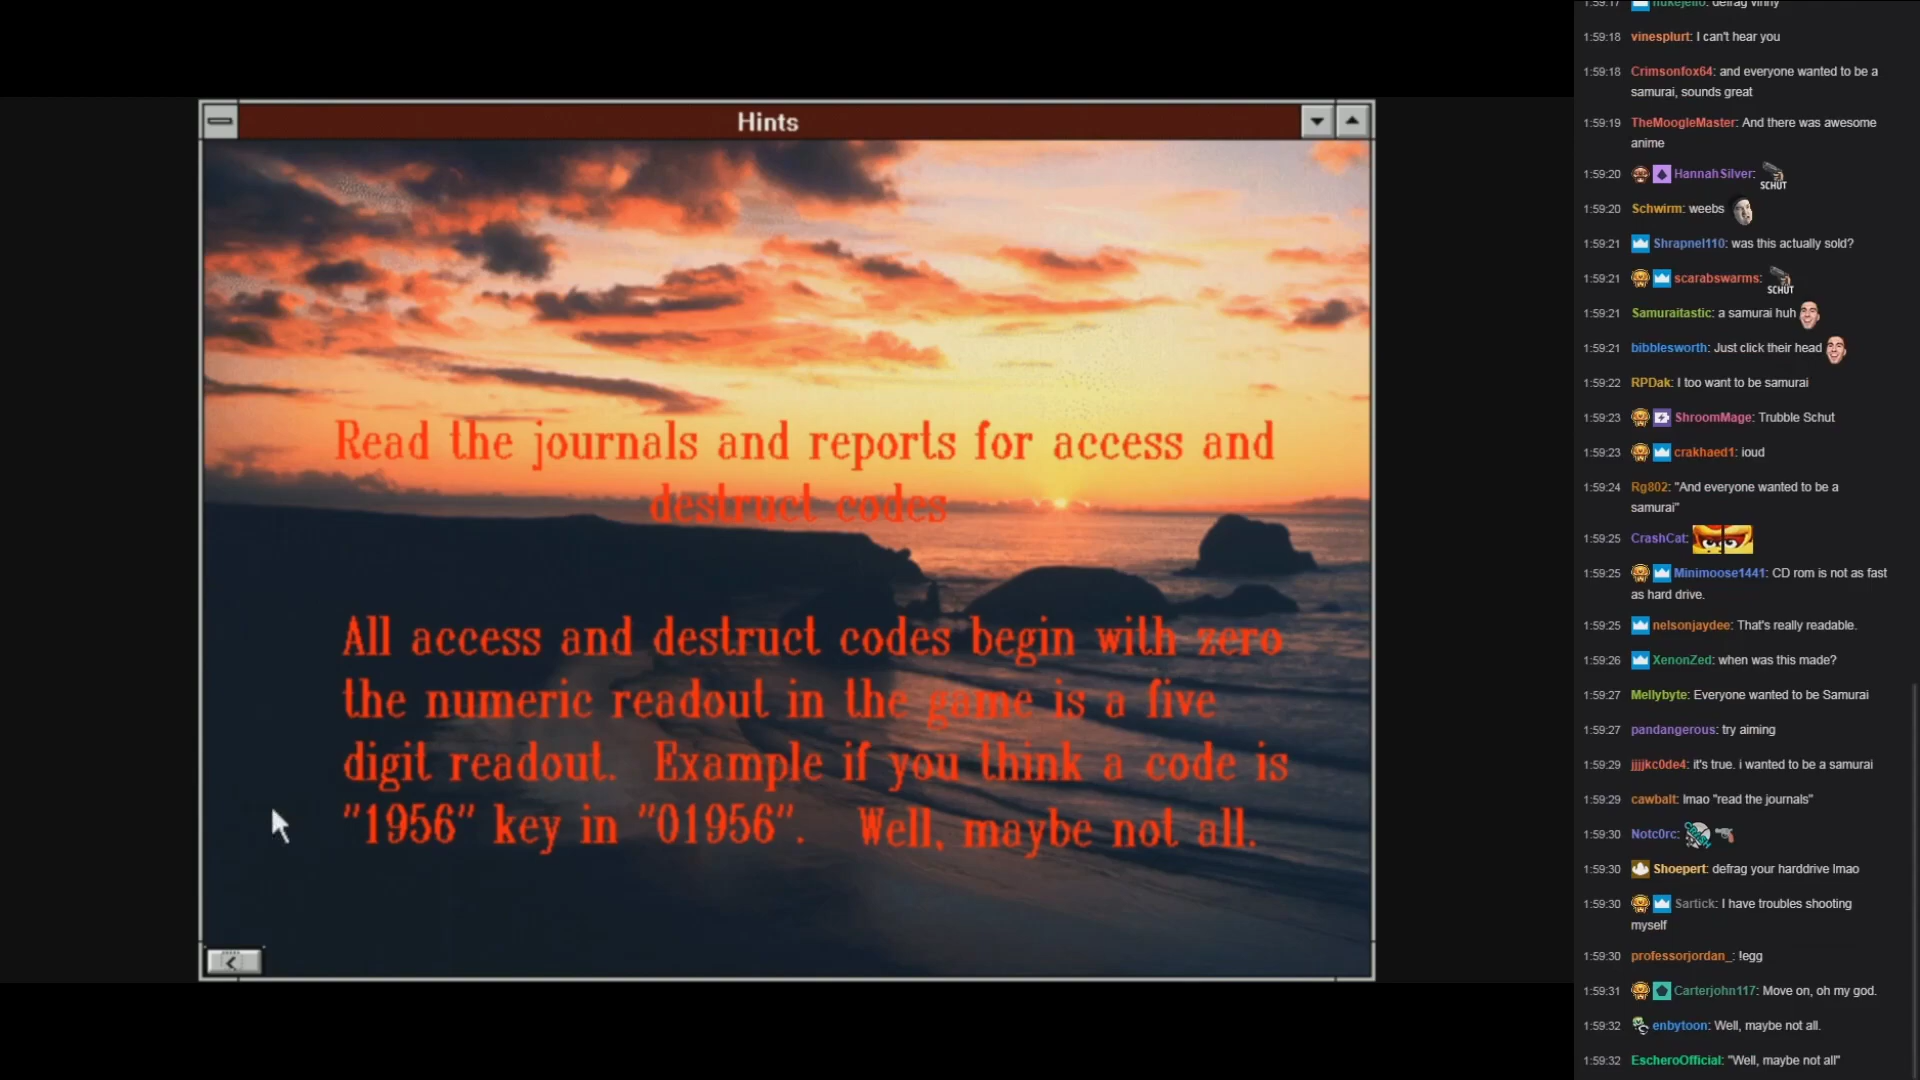 Hints
Read the journals and reports for access and
destruct codes
All access and destruct codes begin with zero
the numeric readout in the game is a five
digit readout. Example if you think a code is
"1956" key in "01956". Well, maybe not all.
1:59:17 nukejello: defrag vinny
1:59:18 vinesplurt: I can't hear you
1:59:18 Crimsonfox64: and everyone wanted to be a
samurai, sounds great
1:59:19 TheMoogleMaster: And there was awesome
anime
1:59:20 HannahSilver: SCHUT
1:59:20 Schwirm: weebs
1:59:21 Shrapnel110: was this actually sold?
1:59:21 scarabswarms: SCHUT
1:59:21 Samuraitastic: a samurai huh
1:59:21 bibblesworth: Just click their head
1:59:22 RPDak: I too want to be samurai
1:59:23 ShroomMage: Trubble Schut
1:59:23 crakhaed1: ioud
1:59:24 Rg802: "And everyone wanted to be a
samurai"
1:59:25 CrashCat:
1:59:25 Minimoose1441: CD rom is not as fast
as hard drive.
1:59:25 nelsonjaydee: That's really readable.
1:59:26 XenonZed: when was this made?
1:59:27 Mellybyte: Everyone wanted to be Samurai
1:59:27 pandangerous: try aiming
1:59:29 jjjjkc0de4: it's true. i wanted to be a samurai
1:59:29 cawbalt: lmao "read the journals"
1:59:30 Notc0rc:
1:59:30 Shoepert: defrag your harddrive lmao
1:59:30 Sartick: I have troubles shooting
myself
1:59:30 professorjordan_: !egg
1:59:31 Carterjohn117: Move on, oh my god.
1:59:32 enbytoon: Well, maybe not all.
1:59:32 EscheroOfficial: "Well, maybe not all"